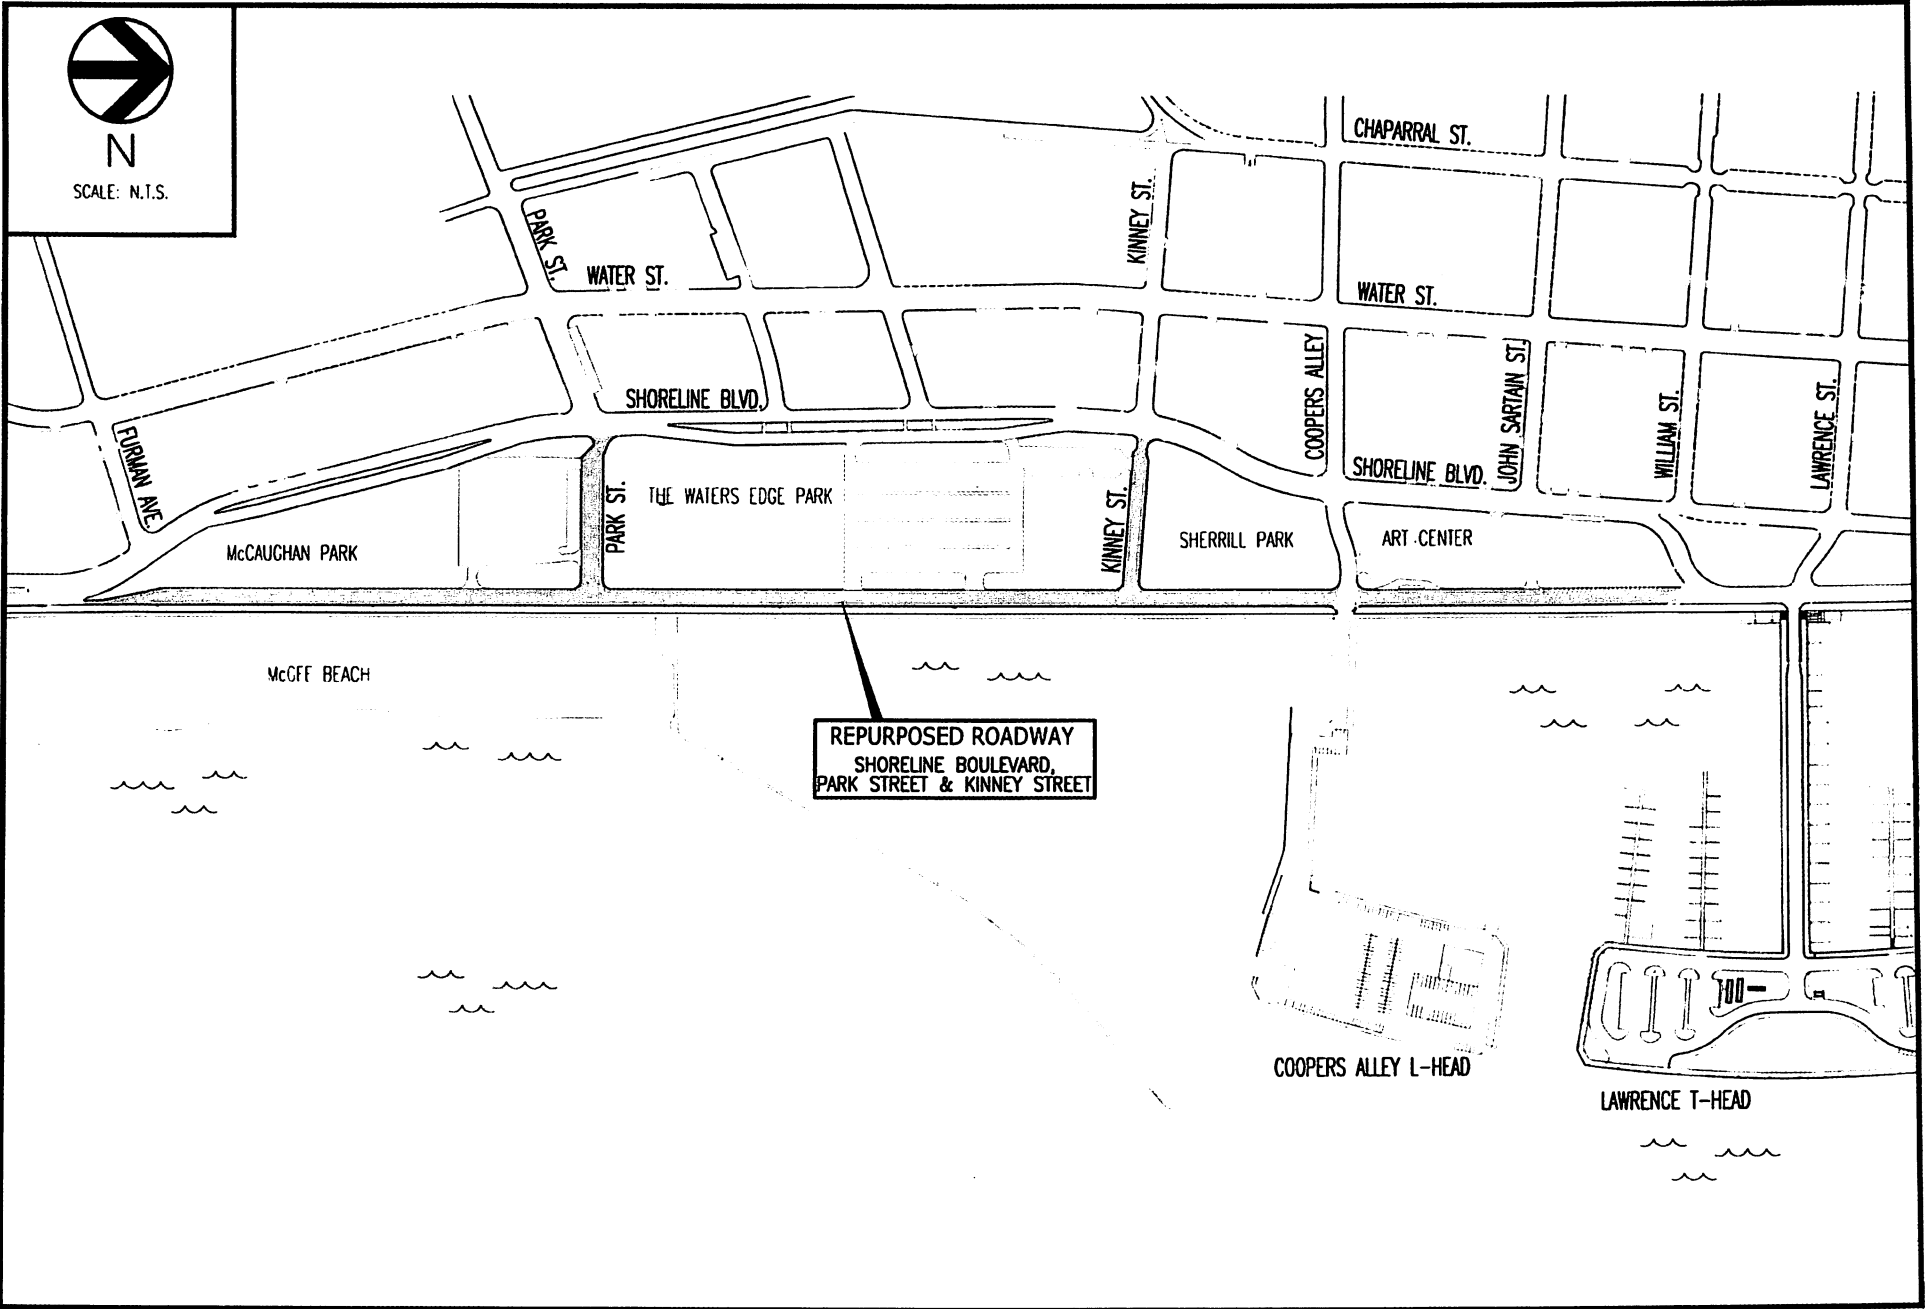 N
SCALE: N.T.S.
CHAPARRAL ST.
KINNEY ST.
PARK ST.
WATER ST.
WATER ST.
COOPERS ALLEY
JOHN SARTAIN ST.
WILLIAM ST.
LAWRENCE ST.
SHORELINE BLVD.
FURMAN AVE.
SHORELINE BLVD.
PARK ST.
THE WATERS EDGE PARK
KINNEY ST.
SHERRILL PARK
ART CENTER
McCAUGHAN PARK
McGEE BEACH
REPURPOSED ROADWAY
SHORELINE BOULEVARD,
PARK STREET & KINNEY STREET
COOPERS ALLEY L-HEAD
LAWRENCE T-HEAD